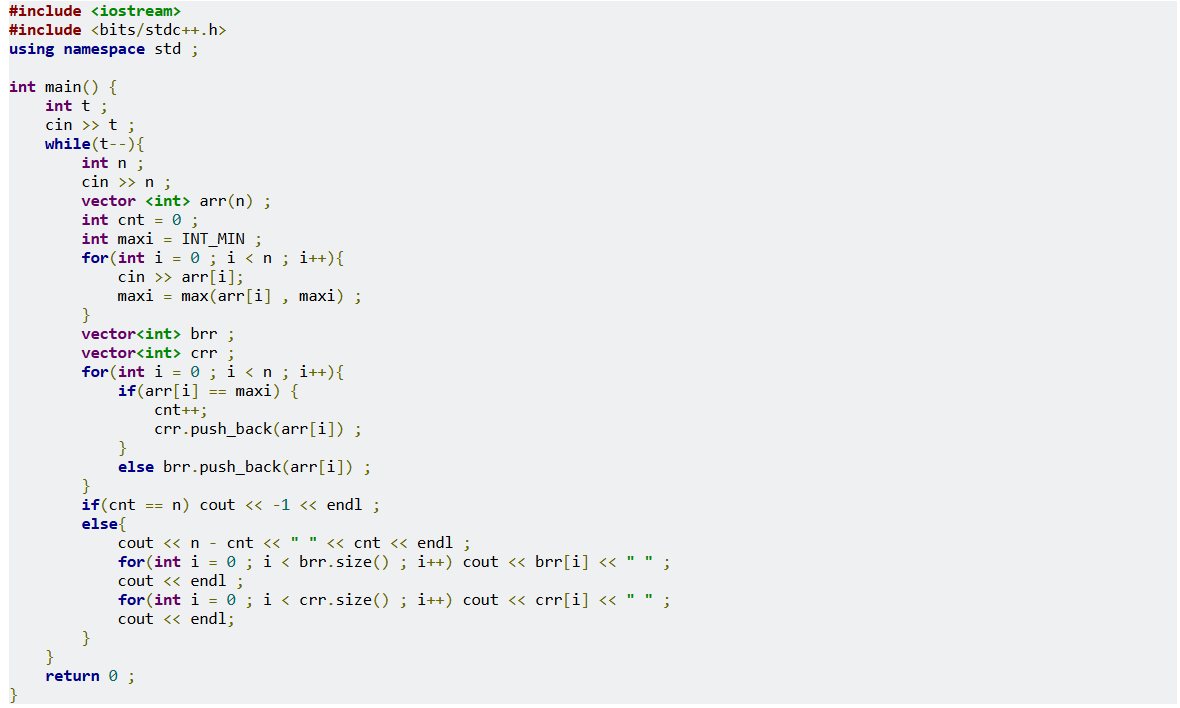 #include <iostream>
#include <bits/stdc++.h>
using namespace std ;

int main() {
    int t ;
    cin >> t ;
    while(t--){
        int n ;
        cin >> n ;
        vector <int> arr(n) ;
        int cnt = 0 ;
        int maxi = INT_MIN ;
        for(int i = 0 ; i < n ; i++){
            cin >> arr[i];
            maxi = max(arr[i] , maxi) ;
        }
        vector<int> brr ;
        vector<int> crr ;
        for(int i = 0 ; i < n ; i++){
            if(arr[i] == maxi) {
                cnt++;
                crr.push_back(arr[i]) ;
            }
            else brr.push_back(arr[i]) ;
        }
        if(cnt == n) cout << -1 << endl ;
        else{
            cout << n - cnt << " " << cnt << endl ;
            for(int i = 0 ; i < brr.size() ; i++) cout << brr[i] << " " ;
            cout << endl ;
            for(int i = 0 ; i < crr.size() ; i++) cout << crr[i] << " " ;
            cout << endl;
        }
    }
    return 0 ;
}